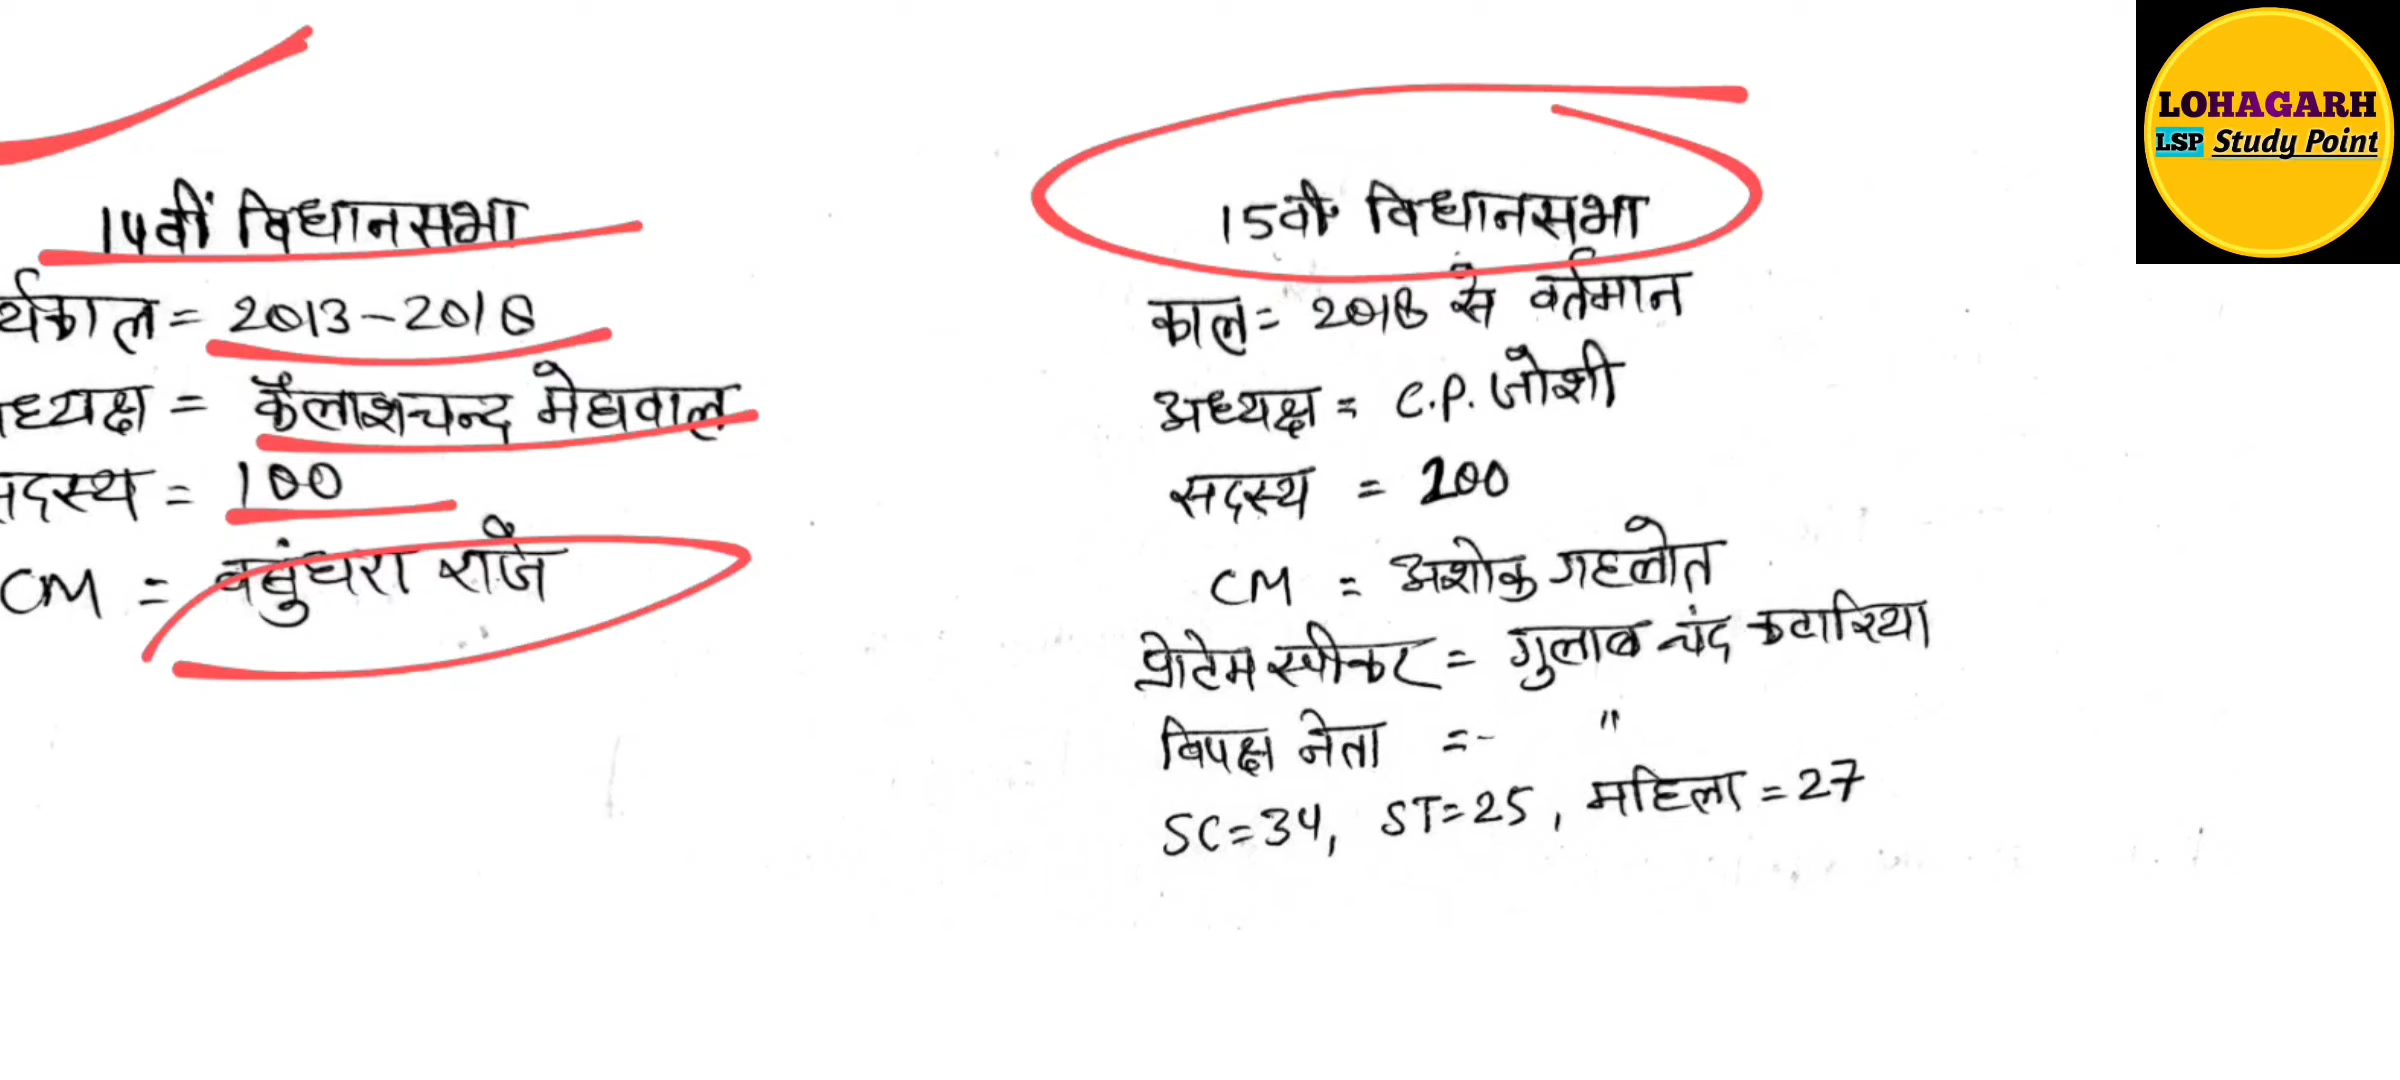 14वीं विधानसभा
र्यकाल = 2013-2018
ध्यक्ष = कैलाशचन्द मेघवाल
सदस्य = 100
CM = वसुंधरा राजे
15वीं विधानसभा
काल = 2018 से वर्तमान
अध्यक्ष = C.P. जोशी
सदस्य = 200
CM = अशोक गहलोत
प्रोटेम स्पीकर = गुलाब चंद कटारिया
विपक्ष नेता =- "
SC=34, ST=25, महिला=27
LOHAGARH
LSP Study Point